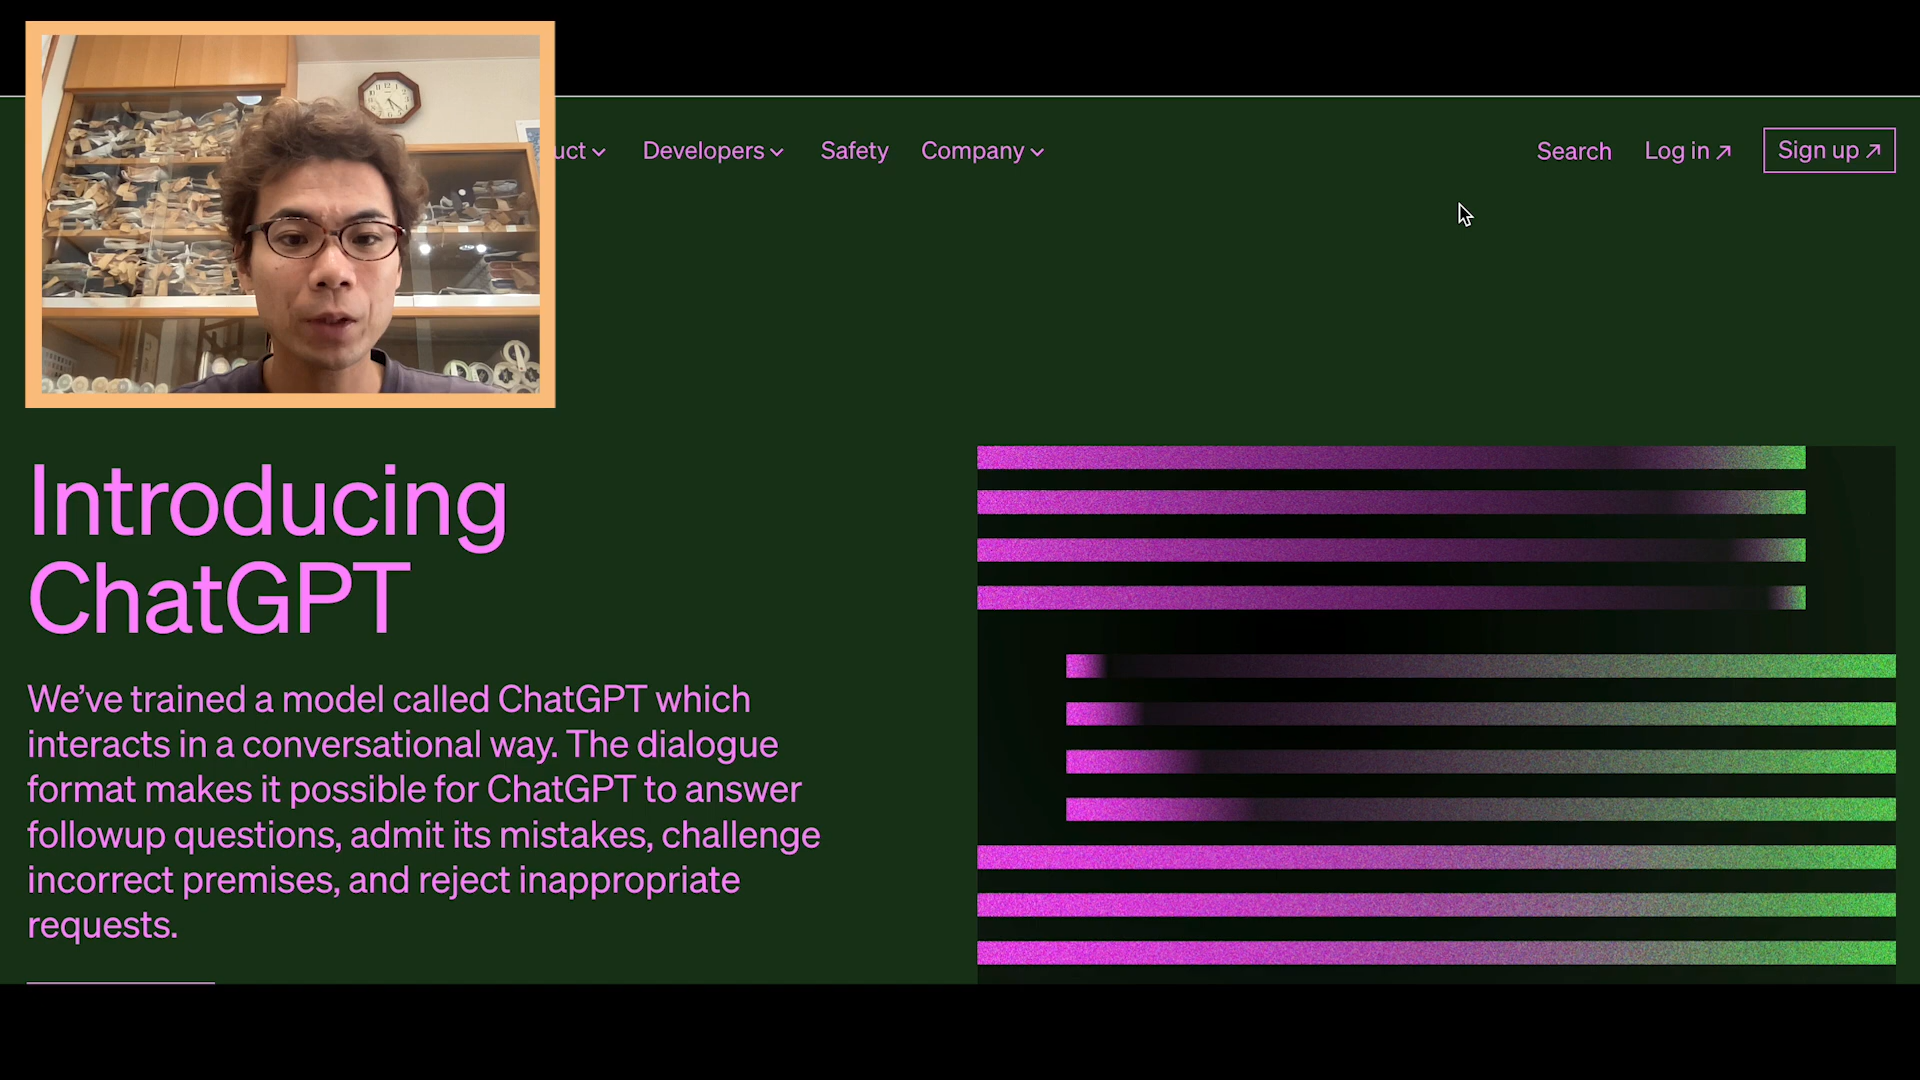 uct
Developers
Safety
Company
Search
Log in ↗
Sign up ↗
Introducing
ChatGPT
We’ve trained a model called ChatGPT which
interacts in a conversational way. The dialogue
format makes it possible for ChatGPT to answer
followup questions, admit its mistakes, challenge
incorrect premises, and reject inappropriate
requests.